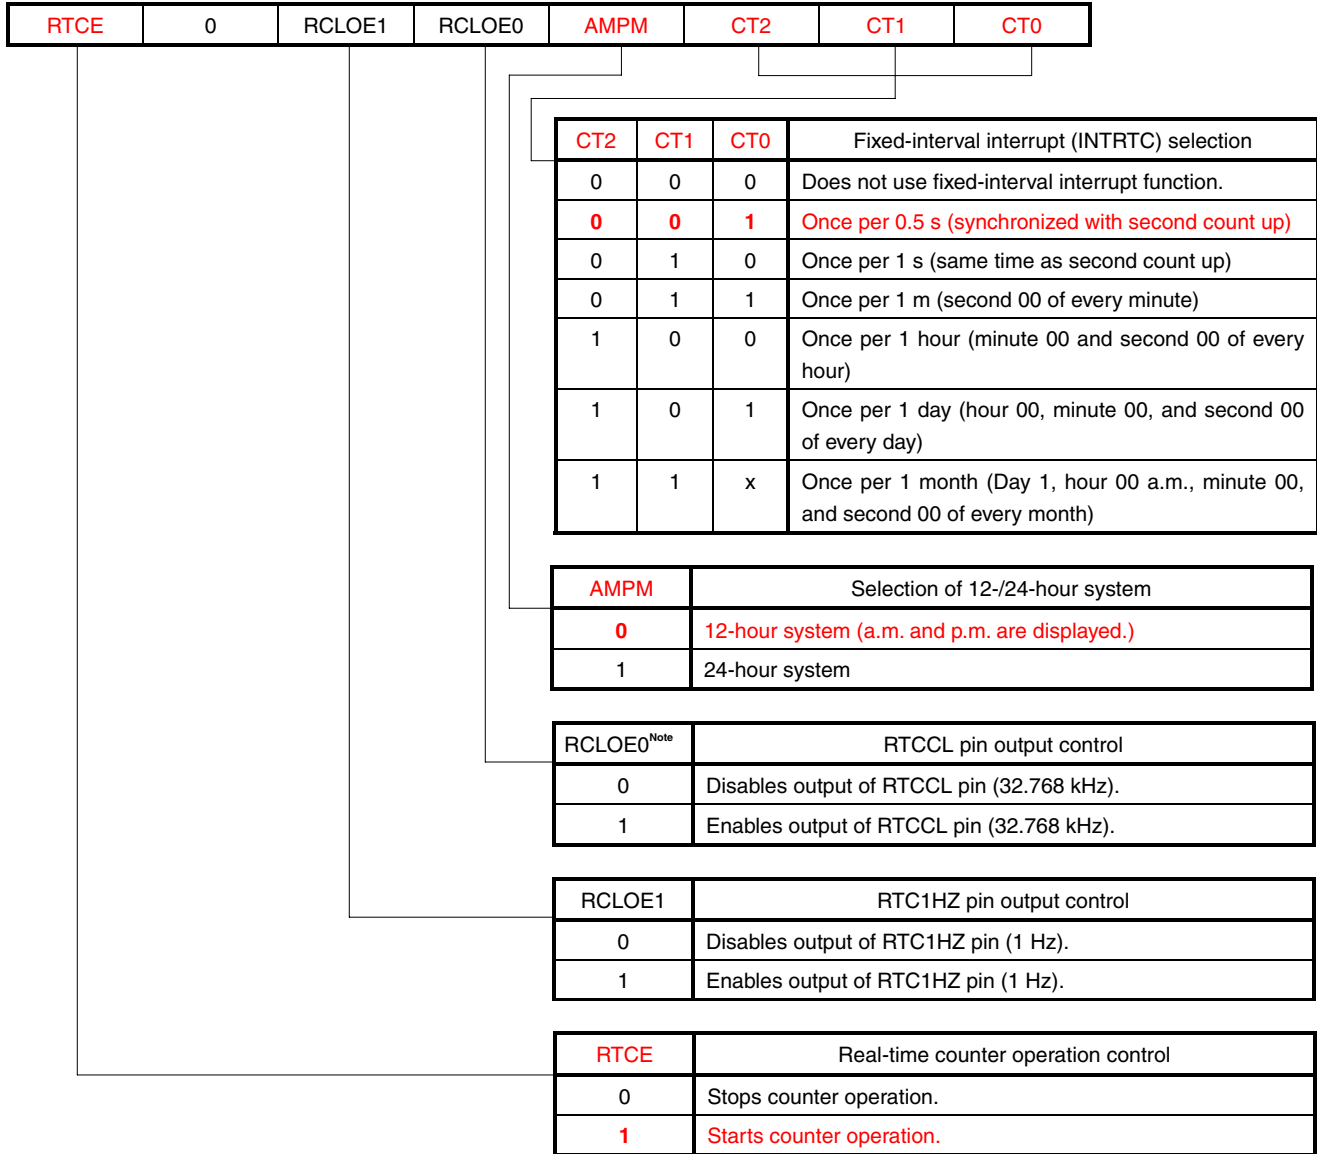 RTCE 0 RCLOE1 RCLOE0 AMPM CT2 CT1 CT0
CT2 CT1 CT0 Fixed-interval interrupt (INTRTC) selection
0 0 0 Does not use fixed-interval interrupt function.
0 0 1 Once per 0.5 s (synchronized with second count up)
0 1 0 Once per 1 s (same time as second count up)
0 1 1 Once per 1 m (second 00 of every minute)
1 0 0 Once per 1 hour (minute 00 and second 00 of every
hour)
1 0 1 Once per 1 day (hour 00, minute 00, and second 00
of every day)
1 1 x Once per 1 month (Day 1, hour 00 a.m., minute 00,
and second 00 of every month)
AMPM Selection of 12-/24-hour system
0 12-hour system (a.m. and p.m. are displayed.)
1 24-hour system
RCLOE0Note RTCCL pin output control
0 Disables output of RTCCL pin (32.768 kHz).
1 Enables output of RTCCL pin (32.768 kHz).
RCLOE1 RTC1HZ pin output control
0 Disables output of RTC1HZ pin (1 Hz).
1 Enables output of RTC1HZ pin (1 Hz).
RTCE Real-time counter operation control
0 Stops counter operation.
1 Starts counter operation.